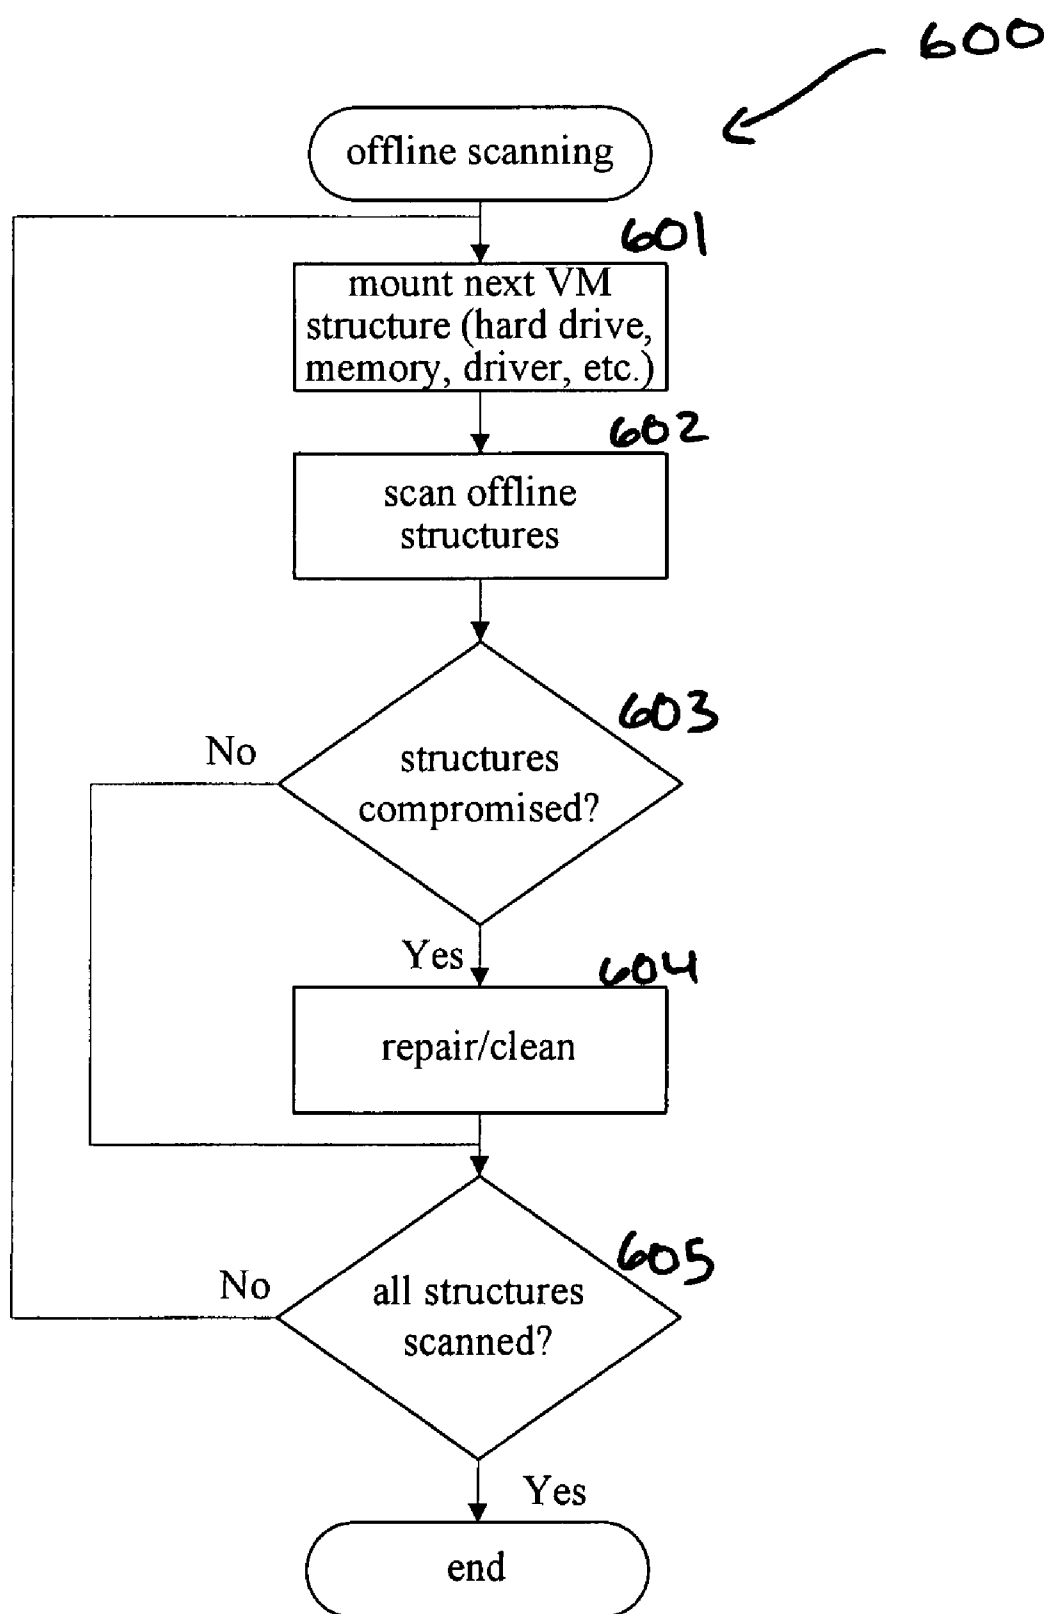 600
offline scanning
601
mount next VM
structure (hard drive,
memory, driver, etc.)
602
scan offline
structures
603
No
structures
compromised?
Yes
604
repair/clean
605
No
all structures
scanned?
Yes
end